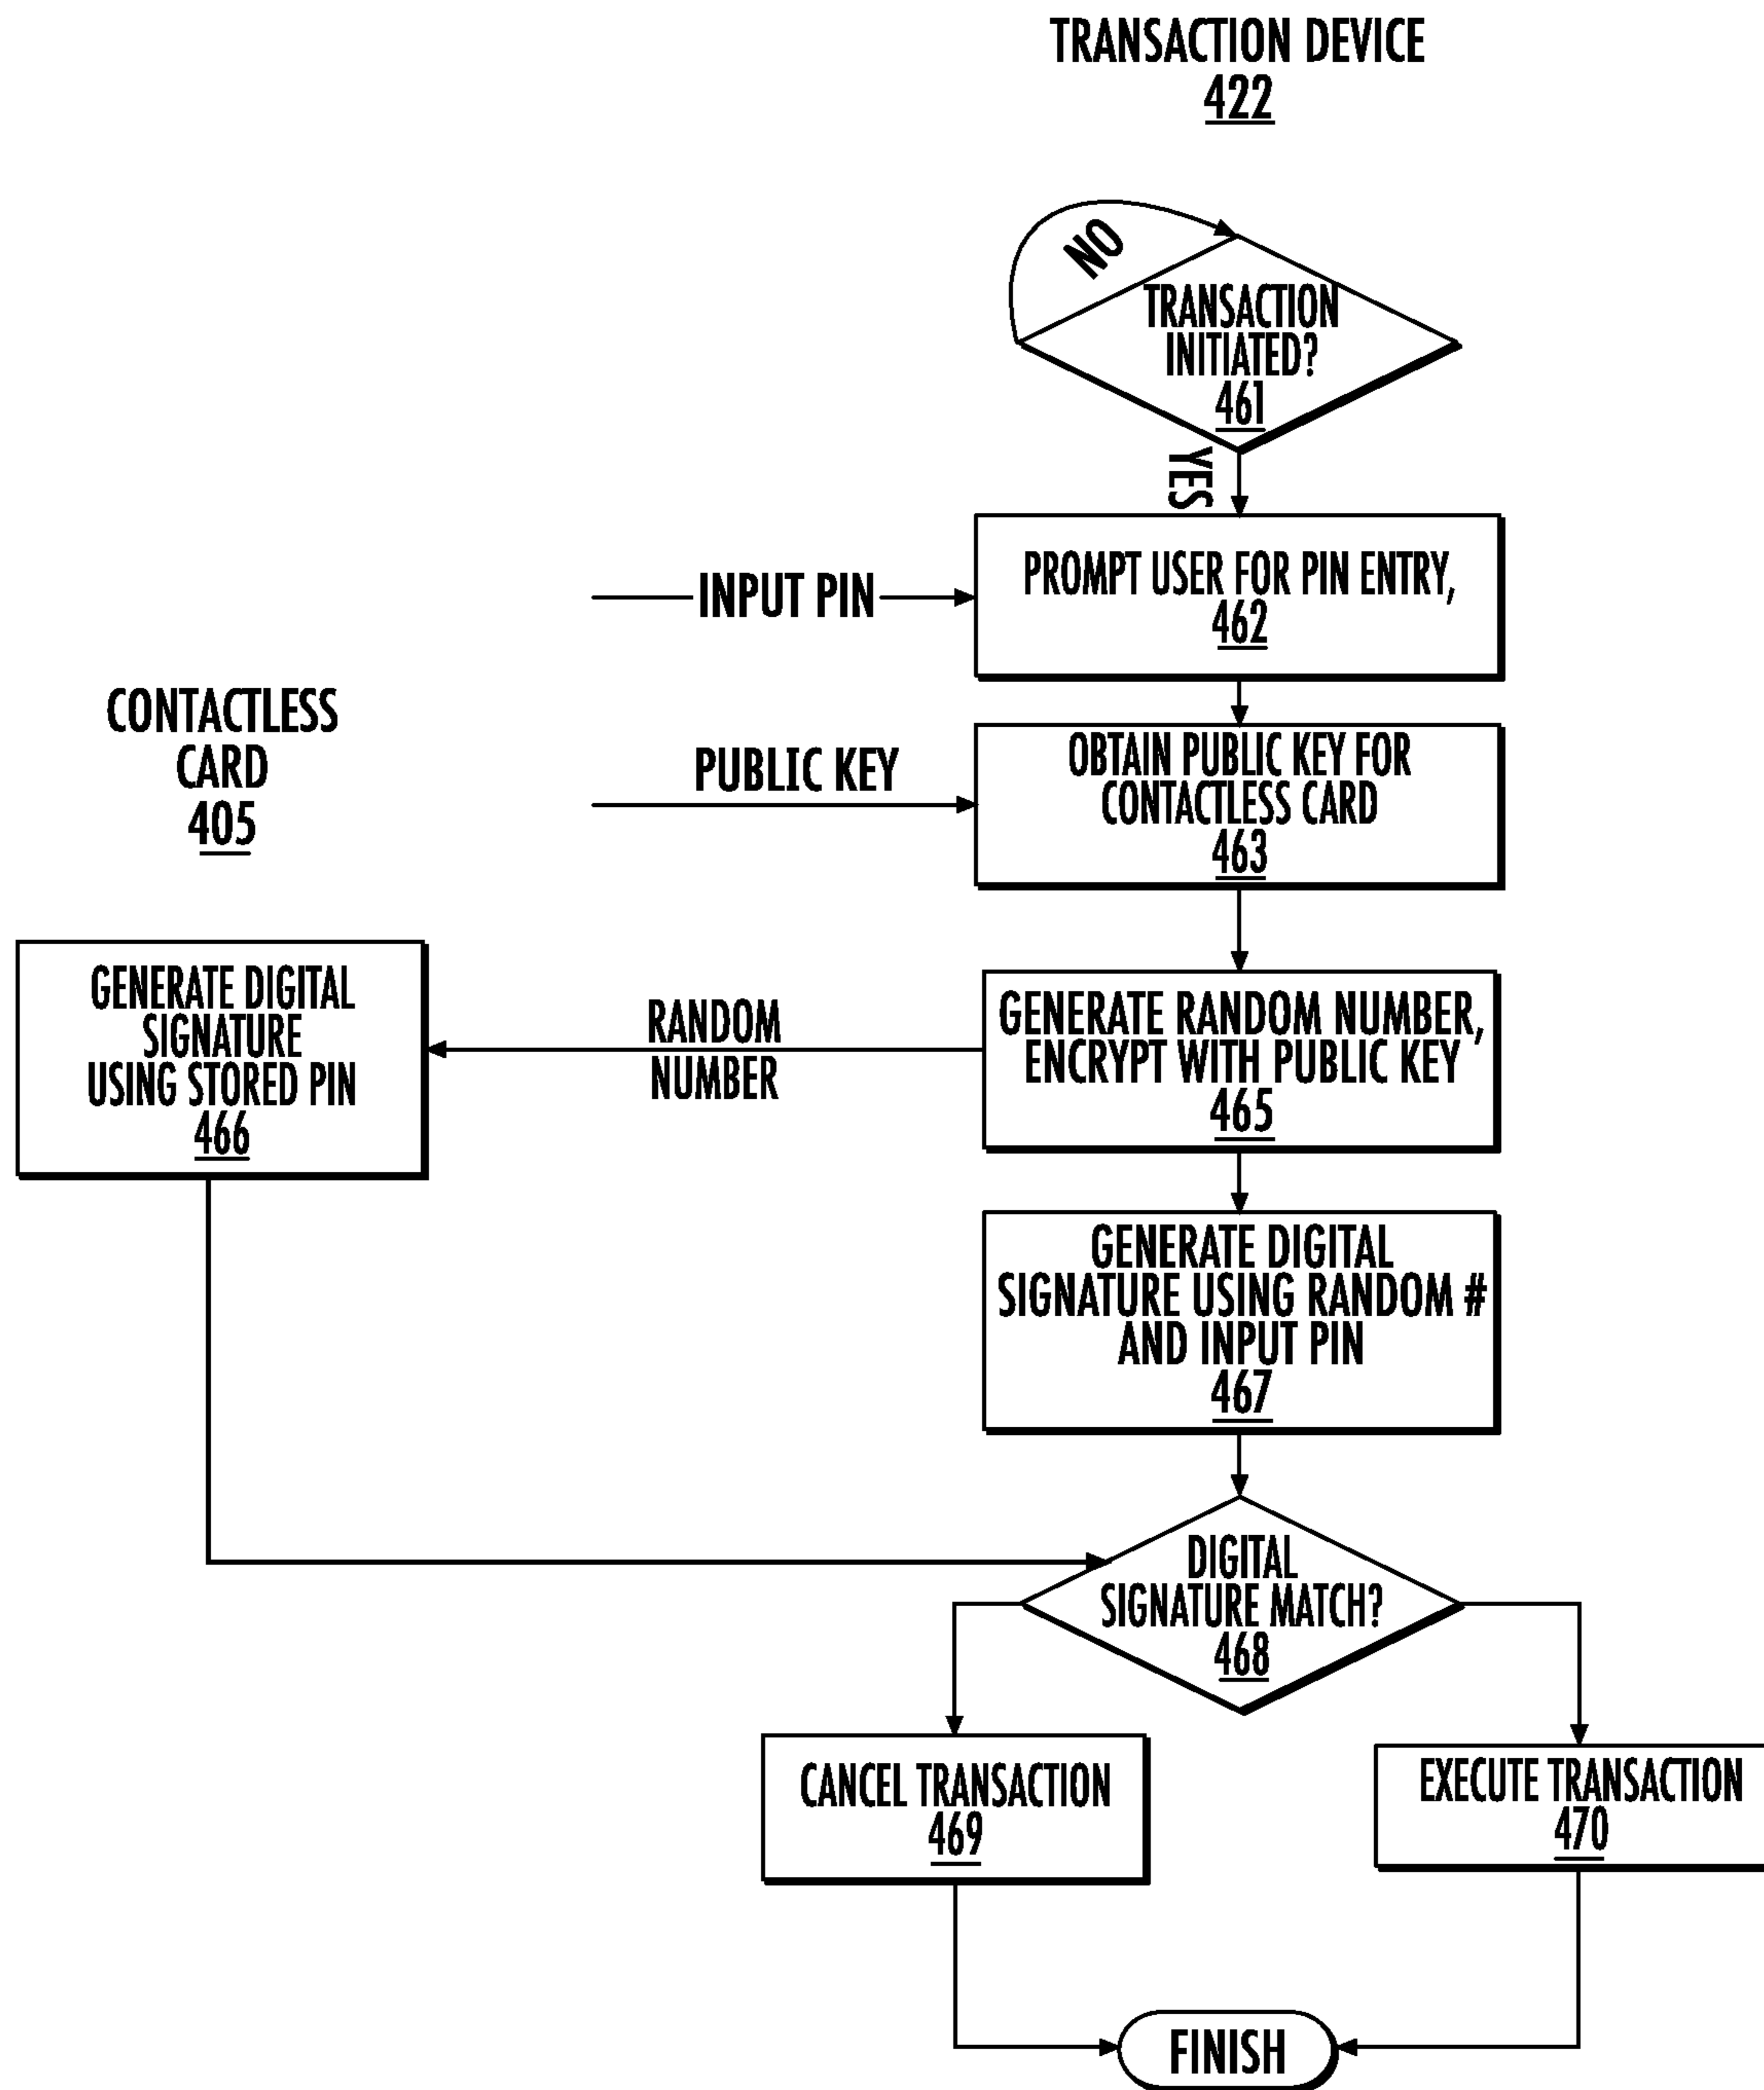 TRANSACTION DEVICE
422
NO
TRANSACTION
INITIATED?
461
YES
INPUT PIN
PROMPT USER FOR PIN ENTRY,
462
CONTACTLESS
CARD
405
PUBLIC KEY
OBTAIN PUBLIC KEY FOR
CONTACTLESS CARD
463
GENERATE DIGITAL
SIGNATURE
USING STORED PIN
466
RANDOM
NUMBER
GENERATE RANDOM NUMBER,
ENCRYPT WITH PUBLIC KEY
465
GENERATE DIGITAL
SIGNATURE USING RANDOM #
AND INPUT PIN
467
DIGITAL
SIGNATURE MATCH?
468
CANCEL TRANSACTION
469
EXECUTE TRANSACTION
470
FINISH